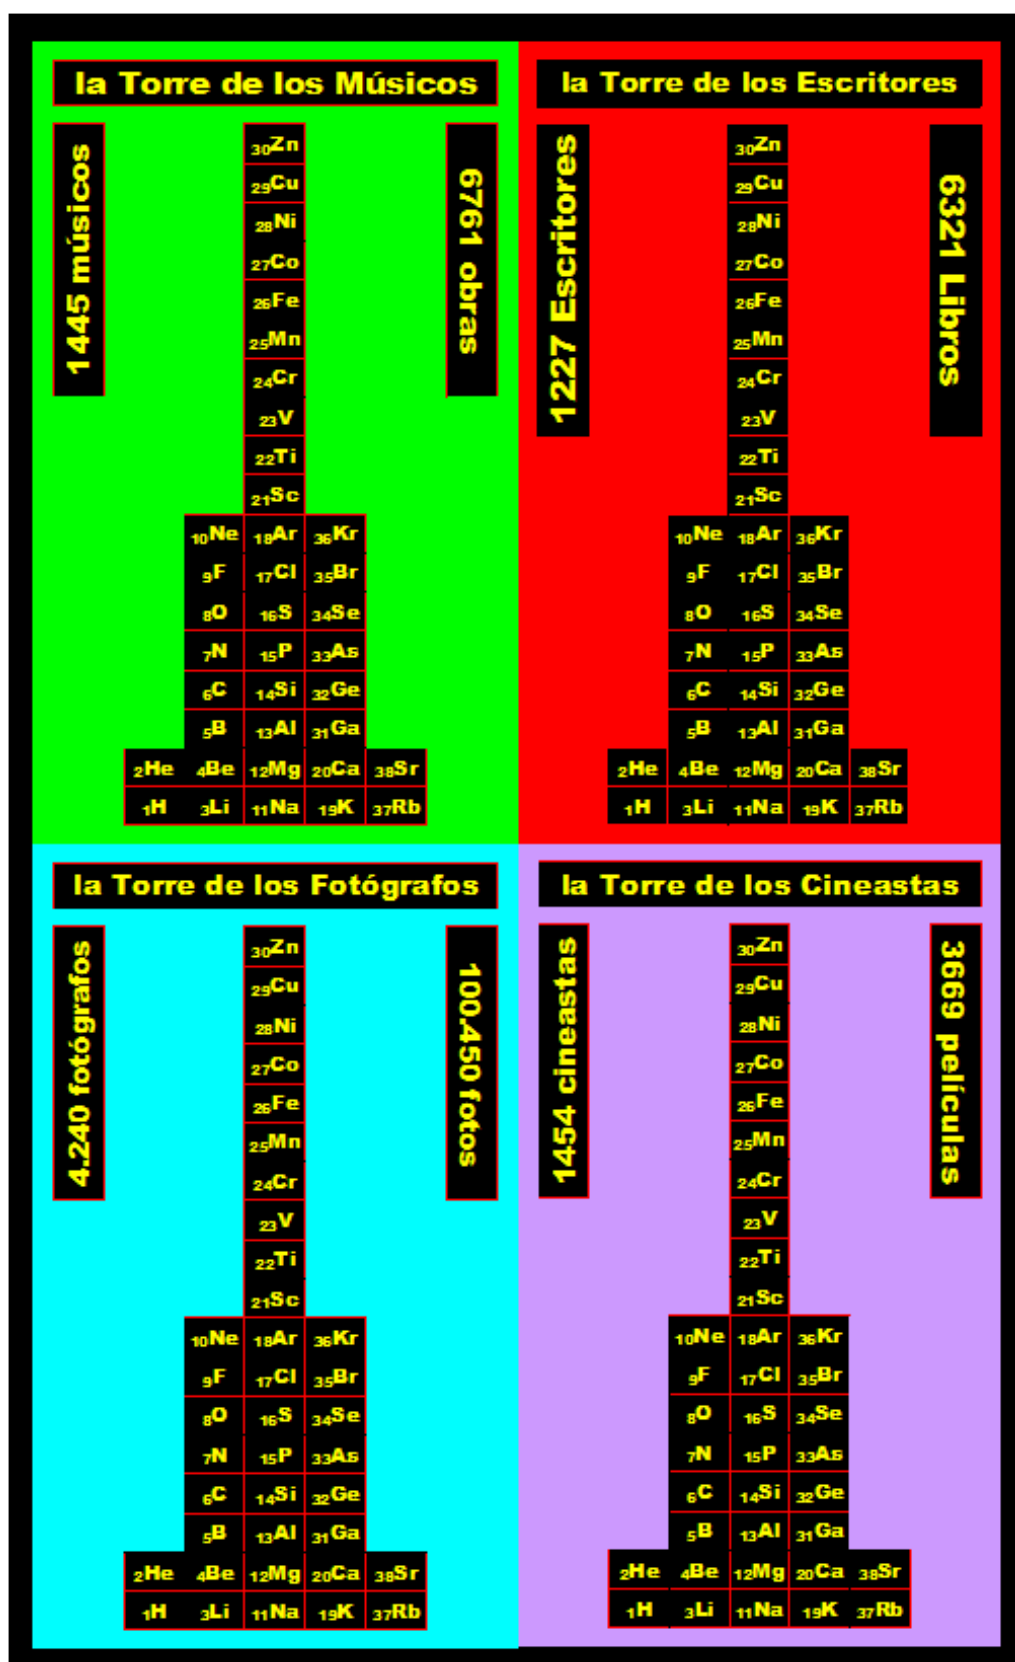 la Torre de los Músicos
1445 músicos
6761 obras
30Zn
29Cu
28Ni
27Co
26Fe
25Mn
24Cr
23V
22Ti
21Sc
10Ne 18Ar 36Kr
9F 17Cl 35Br
8O 16S 34Se
7N 15P 33As
6C 14Si 32Ge
5B 13Al 31Ga
2He 4Be 12Mg 20Ca 38Sr
1H 3Li 11Na 19K 37Rb
la Torre de los Escritores
1227 Escritores
6321 Libros
30Zn
29Cu
28Ni
27Co
26Fe
25Mn
24Cr
23V
22Ti
21Sc
10Ne 18Ar 36Kr
9F 17Cl 35Br
8O 16S 34Se
7N 15P 33As
6C 14Si 32Ge
5B 13Al 31Ga
2He 4Be 12Mg 20Ca 38Sr
1H 3Li 11Na 19K 37Rb
la Torre de los Fotógrafos
4.240 fotógrafos
100.450 fotos
30Zn
29Cu
28Ni
27Co
26Fe
25Mn
24Cr
23V
22Ti
21Sc
10Ne 18Ar 36Kr
9F 17Cl 35Br
8O 16S 34Se
7N 15P 33As
6C 14Si 32Ge
5B 13Al 31Ga
2He 4Be 12Mg 20Ca 38Sr
1H 3Li 11Na 19K 37Rb
la Torre de los Cineastas
1454 cineastas
3669 películas
30Zn
29Cu
28Ni
27Co
26Fe
25Mn
24Cr
23V
22Ti
21Sc
10Ne 18Ar 36Kr
9F 17Cl 35Br
8O 16S 34Se
7N 15P 33As
6C 14Si 32Ge
5B 13Al 31Ga
2He 4Be 12Mg 20Ca 38Sr
1H 3Li 11Na 19K 37Rb